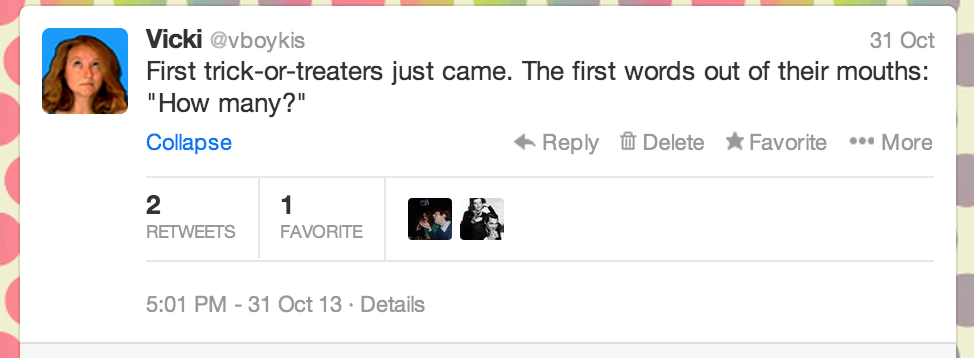 Vicki @vboykis 31 Oct
First trick-or-treaters just came. The first words out of their mouths:
"How many?"
Collapse Reply Delete Favorite More
2 1
RETWEETS FAVORITE
5:01 PM - 31 Oct 13 · Details